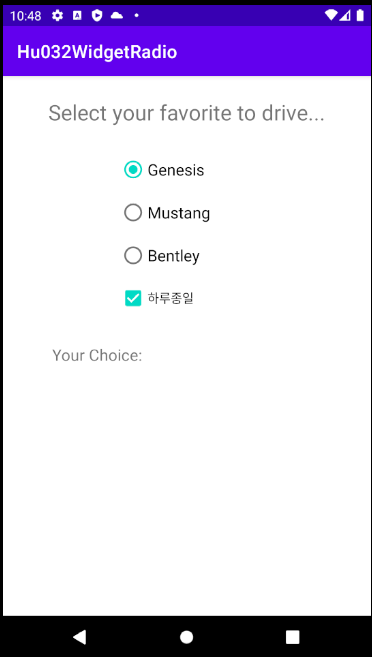 10:48
Hu032WidgetRadio
Select your favorite to drive...
Genesis
Mustang
Bentley
하루종일
Your Choice: